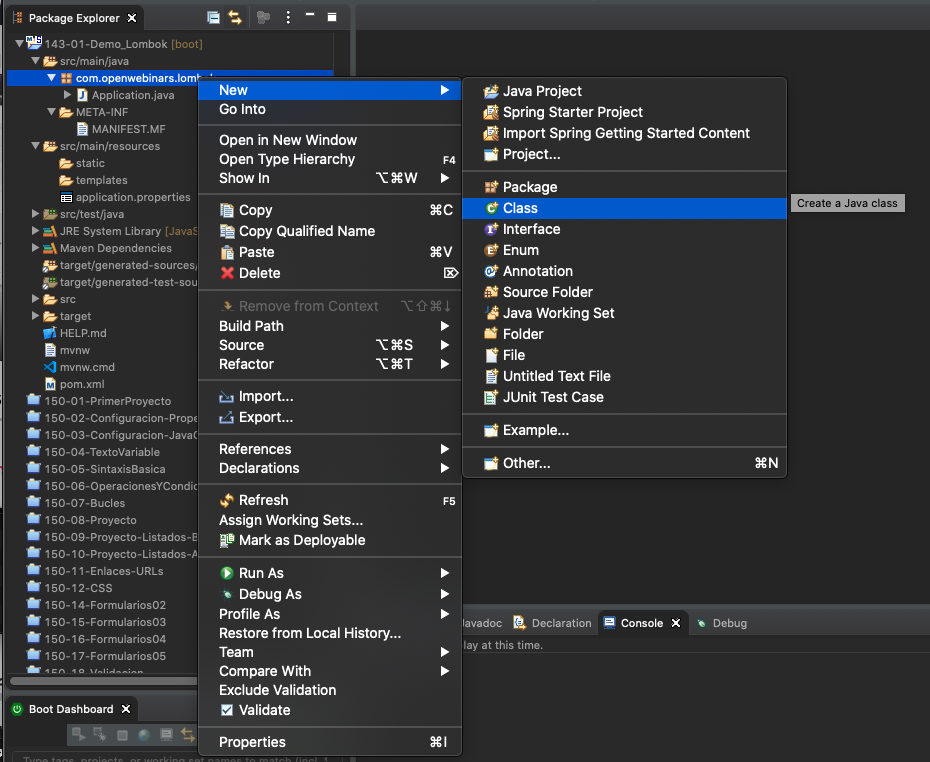 Package Explorer
143-01-Demo_Lombok [boot]
src/main/java
com.openwebinars.lombok
Application.java
META-INF
MANIFEST.MF
src/main/resources
static
templates
application.properties
src/test/java
JRE System Library [JavaS
Maven Dependencies
target/generated-sources/
target/generated-test-sou
src
target
HELP.md
mvnw
mvnw.cmd
pom.xml
150-01-PrimerProyecto
150-02-Configuracion-Prope
150-03-Configuracion-JavaC
150-04-TextoVariable
150-05-SintaxisBasica
150-06-OperacionesYCondic
150-07-Bucles
150-08-Proyecto
150-09-Proyecto-Listados-B
150-10-Proyecto-Listados-A
150-11-Enlaces-URLs
150-12-CSS
150-14-Formularios02
150-15-Formularios03
150-16-Formularios04
150-17-Formularios05
150-18-Validacion
Boot Dashboard
Type tags, projects, or working set names to match (incl. *
New
Go Into
Open in New Window
Open Type Hierarchy F4
Show In ⌥⌘W
Copy ⌘C
Copy Qualified Name
Paste ⌘V
Delete ⌦
Remove from Context ⌥⇧⌘↓
Build Path
Source ⌥⌘S
Refactor ⌥⌘T
Import...
Export...
References
Declarations
Refresh F5
Assign Working Sets...
Mark as Deployable
Run As
Debug As
Profile As
Restore from Local History...
Team
Compare With
Exclude Validation
Validate
Properties ⌘I
Java Project
Spring Starter Project
Import Spring Getting Started Content
Project...
Package
Class
Interface
Enum
Annotation
Source Folder
Java Working Set
Folder
File
Untitled Text File
JUnit Test Case
Example...
Other... ⌘N
Create a Java class
Javadoc Declaration Console Debug
lay at this time.